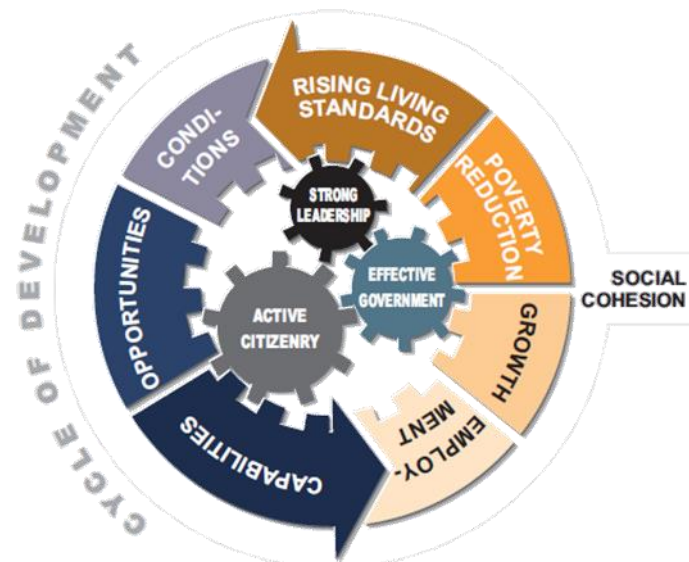 CYCLE OF DEVELOPMENT
RISING LIVING
STANDARDS
POVERTY
REDUCTION
GROWTH
EMPLOY-
MENT
CAPABILITIES
OPPORTUNITIES
CONDI-
TIONS
STRONG
LEADERSHIP
EFFECTIVE
GOVERNMENT
ACTIVE
CITIZENRY
SOCIAL
COHESION